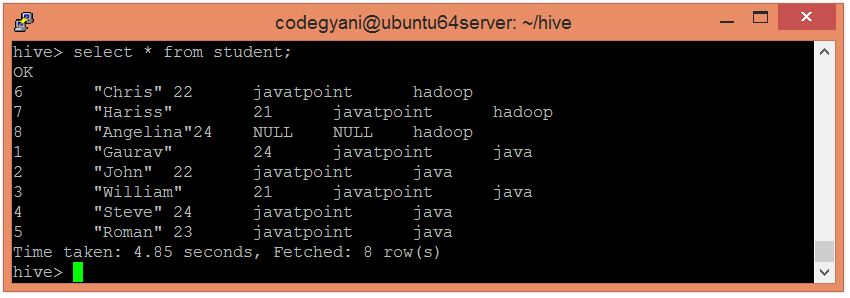 codegyani@ubuntu64server: ~/hive
hive> select * from student;
OK
6 "Chris" 22 javatpoint hadoop
7 "Hariss" 21 javatpoint hadoop
8 "Angelina"24 NULL NULL hadoop
1 "Gaurav" 24 javatpoint java
2 "John" 22 javatpoint java
3 "William" 21 javatpoint java
4 "Steve" 24 javatpoint java
5 "Roman" 23 javatpoint java
Time taken: 4.85 seconds, Fetched: 8 row(s)
hive>